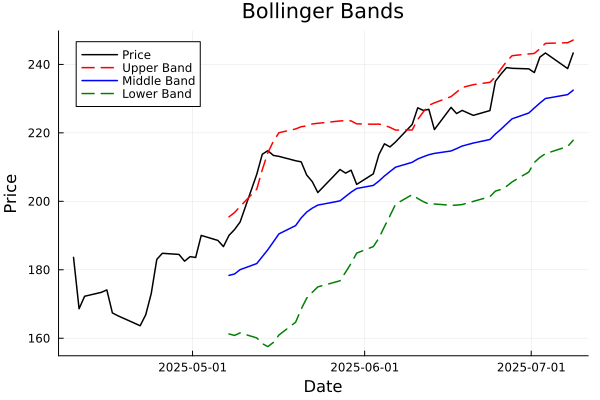 Bollinger Bands
Price
Upper Band
Middle Band
Lower Band
Price
240
220
200
180
160
2025-05-01 2025-06-01 2025-07-01
Date